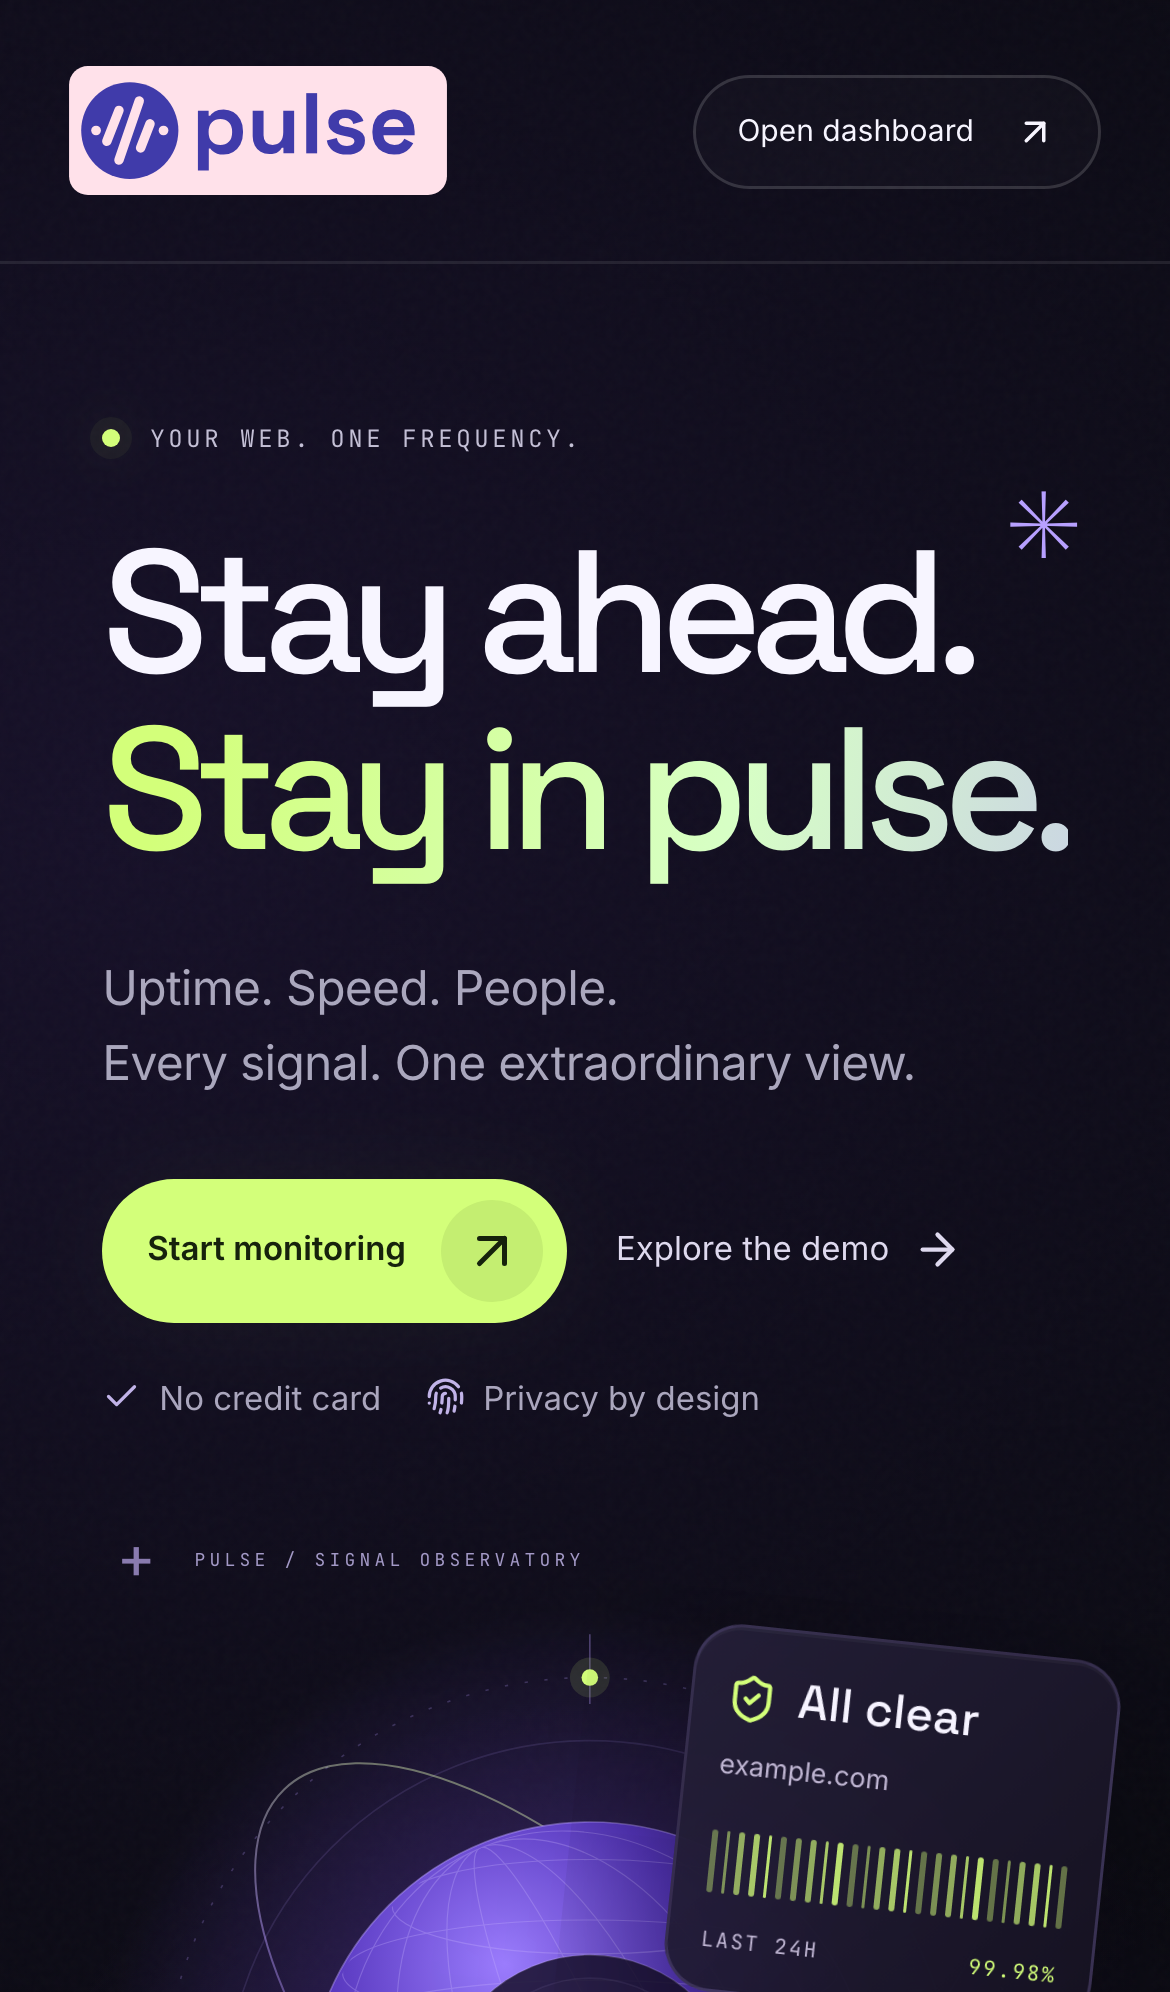 pulse
Open dashboard
YOUR WEB. ONE FREQUENCY.
Stay ahead.
Stay in pulse.
Uptime. Speed. People.
Every signal. One extraordinary view.
Start monitoring
Explore the demo
No credit card
Privacy by design
PULSE / SIGNAL OBSERVATORY
All clear
example.com
LAST 24H
99.98%